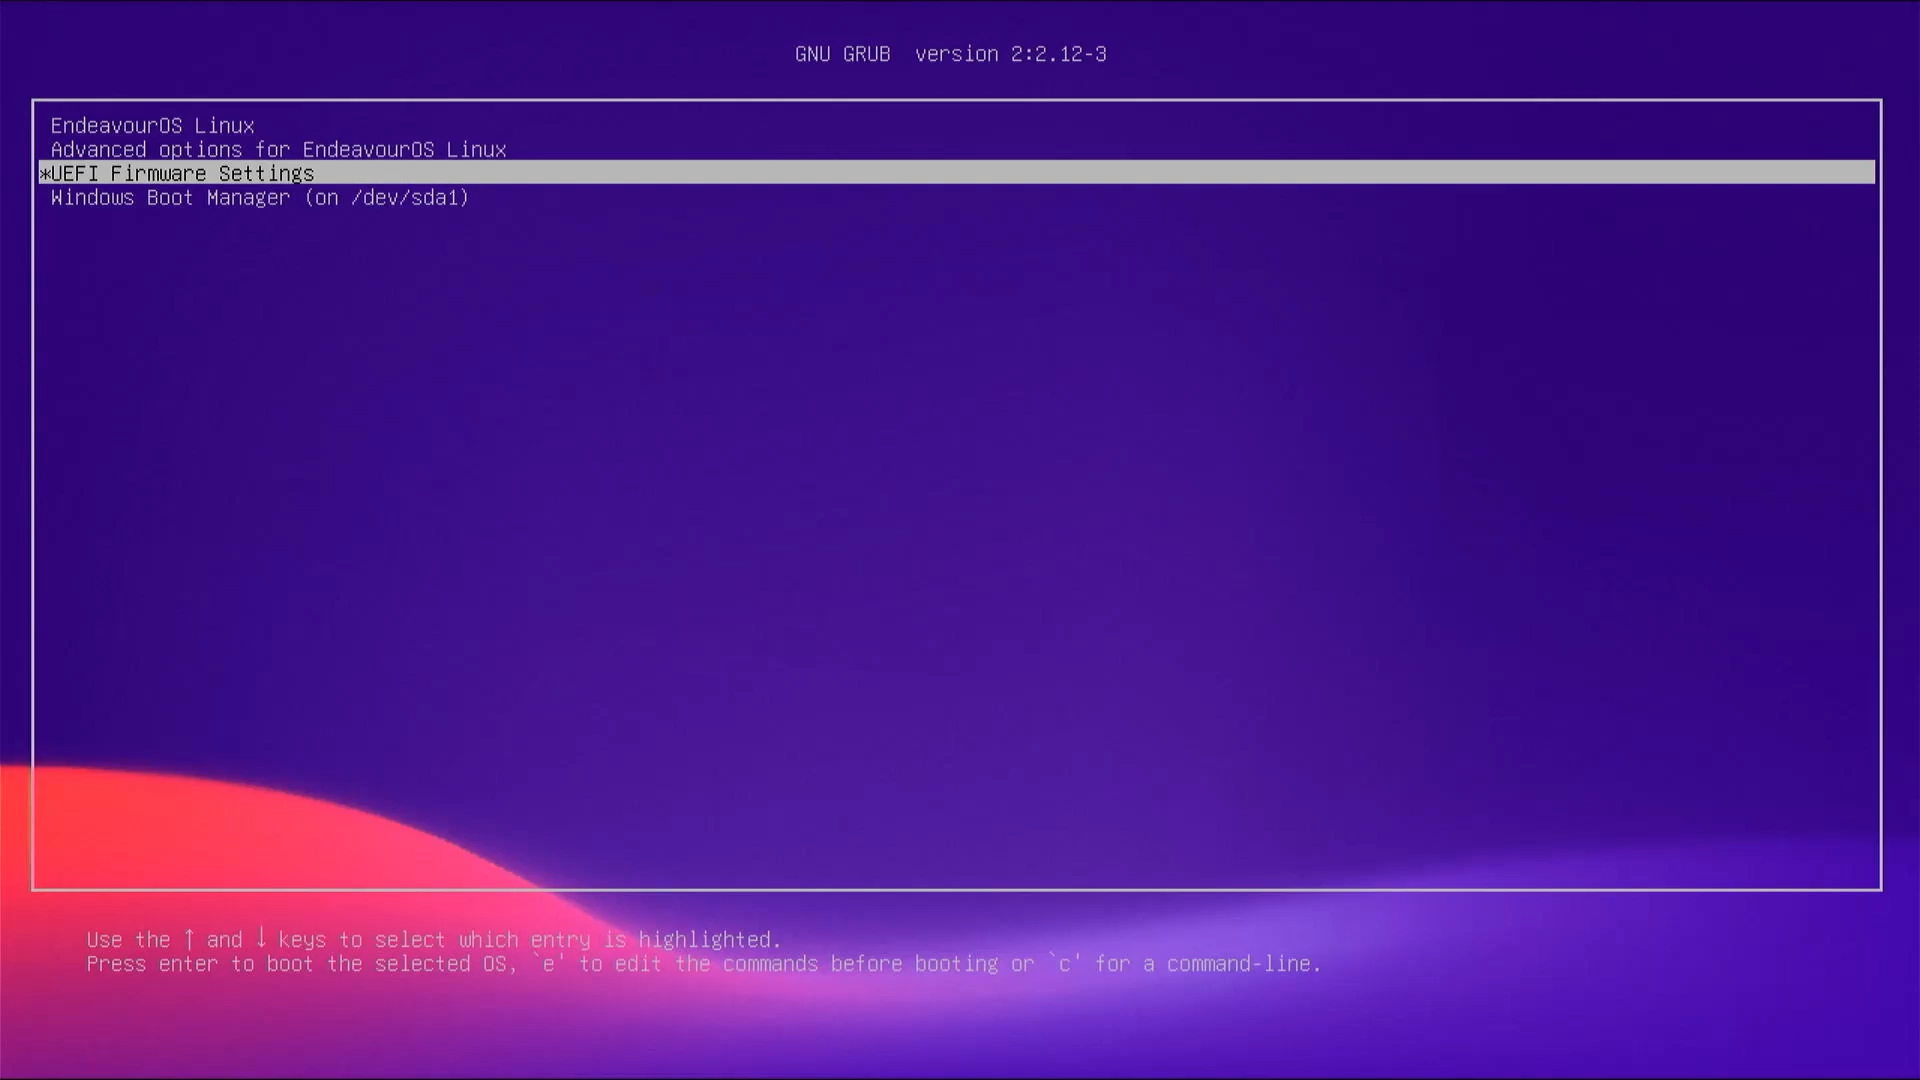 GNU GRUB  version 2:2.12-3
EndeavourOS Linux
Advanced options for EndeavourOS Linux
*UEFI Firmware Settings
Windows Boot Manager (on /dev/sda1)
Use the ↑ and ↓ keys to select which entry is highlighted.
Press enter to boot the selected OS, `e' to edit the commands before booting or `c' for a command-line.